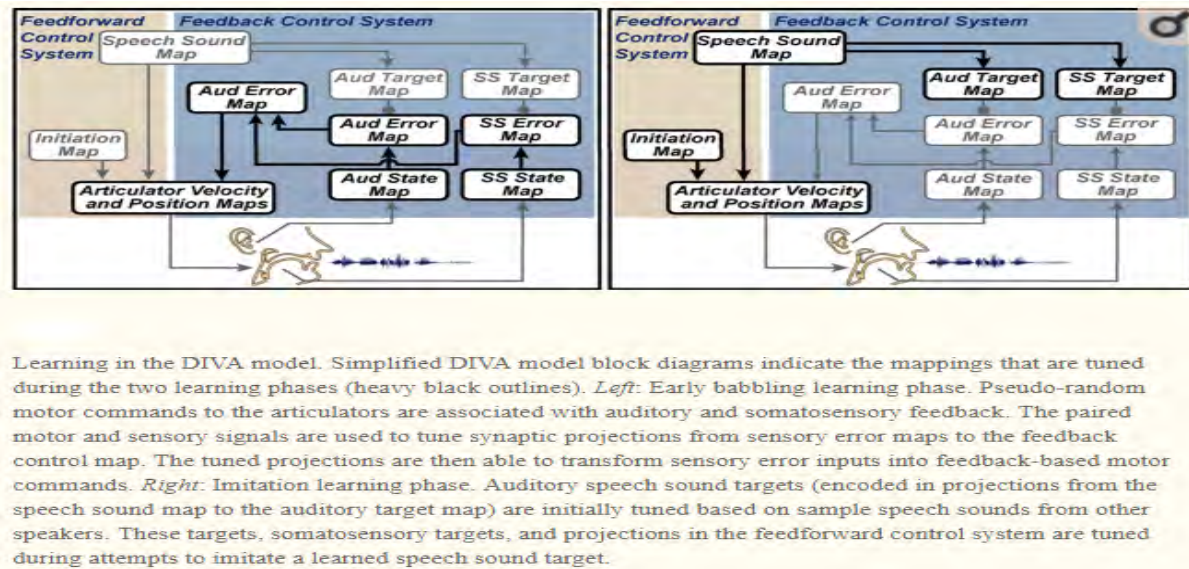 Feedforward
Control
System
Feedback Control System
Speech Sound
Map
Aud Target
Map
SS Target
Map
Aud Error
Map
Aud Error
Map
SS Error
Map
Initiation
Map
Aud State
Map
SS State
Map
Articulator Velocity
and Position Maps
Feedforward
Control
System
Feedback Control System
Speech Sound
Map
Aud Target
Map
SS Target
Map
Aud Error
Map
Aud Error
Map
SS Error
Map
Initiation
Map
Aud State
Map
SS State
Map
Articulator Velocity
and Position Maps
Learning in the DIVA model. Simplified DIVA model block diagrams indicate the mappings that are tuned
during the two learning phases (heavy black outlines). Left: Early babbling learning phase. Pseudo-random
motor commands to the articulators are associated with auditory and somatosensory feedback. The paired
motor and sensory signals are used to tune synaptic projections from sensory error maps to the feedback
control map. The tuned projections are then able to transform sensory error inputs into feedback-based motor
commands. Right: Imitation learning phase. Auditory speech sound targets (encoded in projections from the
speech sound map to the auditory target map) are initially tuned based on sample speech sounds from other
speakers. These targets, somatosensory targets, and projections in the feedforward control system are tuned
during attempts to imitate a learned speech sound target.